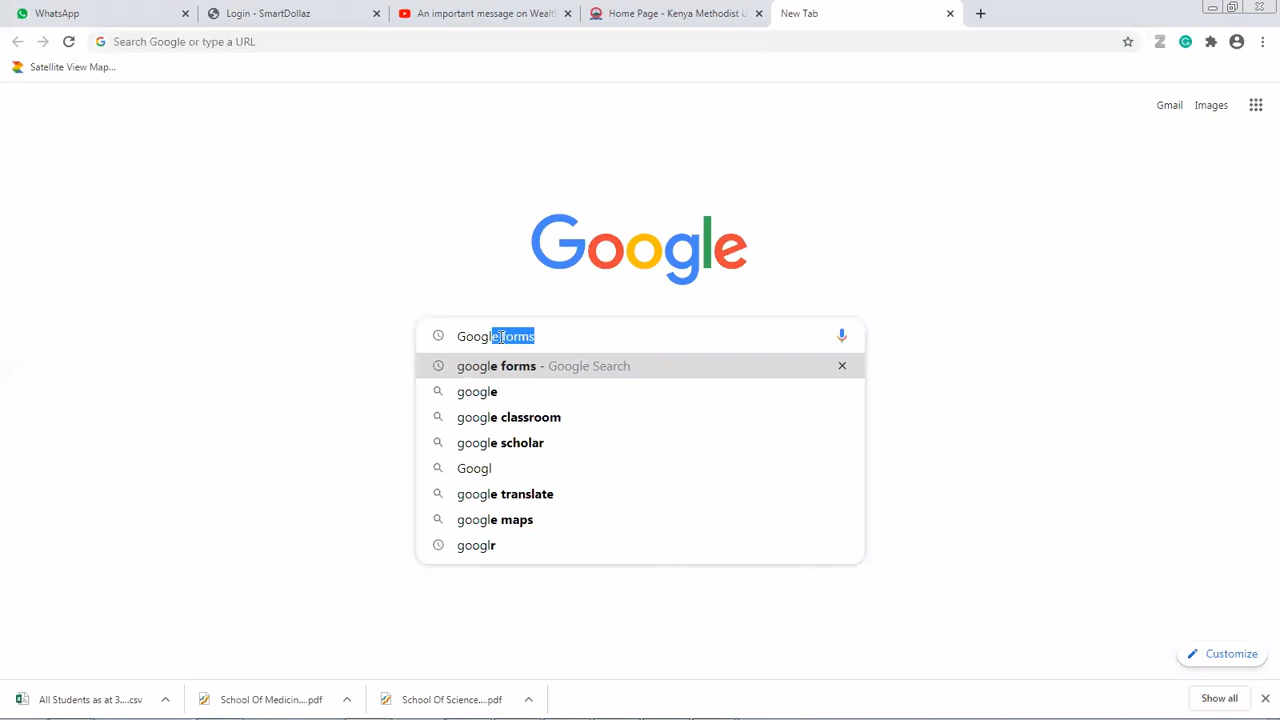 WhatsApp
Login - SmartDollaz
An important message on Wealt
Home Page - Kenya Methodist U
New Tab
Search Google or type a URL
Satellite View Map...
Gmail Images
Google
Google forms
google forms - Google Search
google
google classroom
google scholar
Googl
google translate
google maps
googlr
Customize
All Students as at 3....csv
School Of Medicin....pdf
School Of Science....pdf
Show all